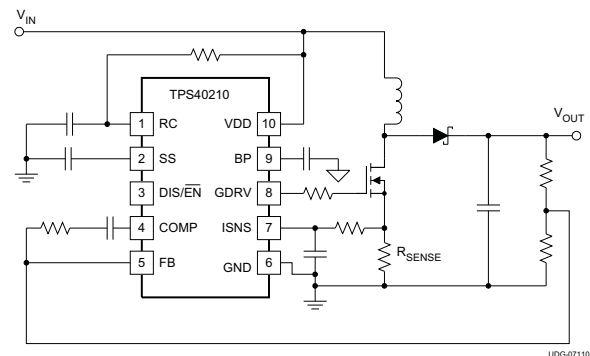 VIN
VOUT
TPS40210
1 RC
VDD 10
2 SS
BP 9
3 DIS/EN
GDRV 8
4 COMP
ISNS 7
5 FB
GND 6
RSENSE
UDG-07110